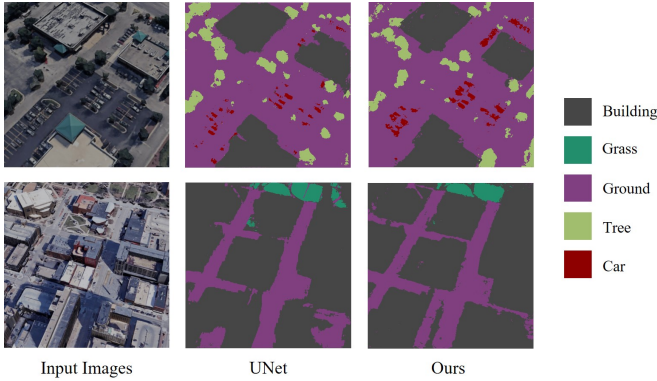 Building
Grass
Ground
Tree
Car
Input Images
UNet
Ours